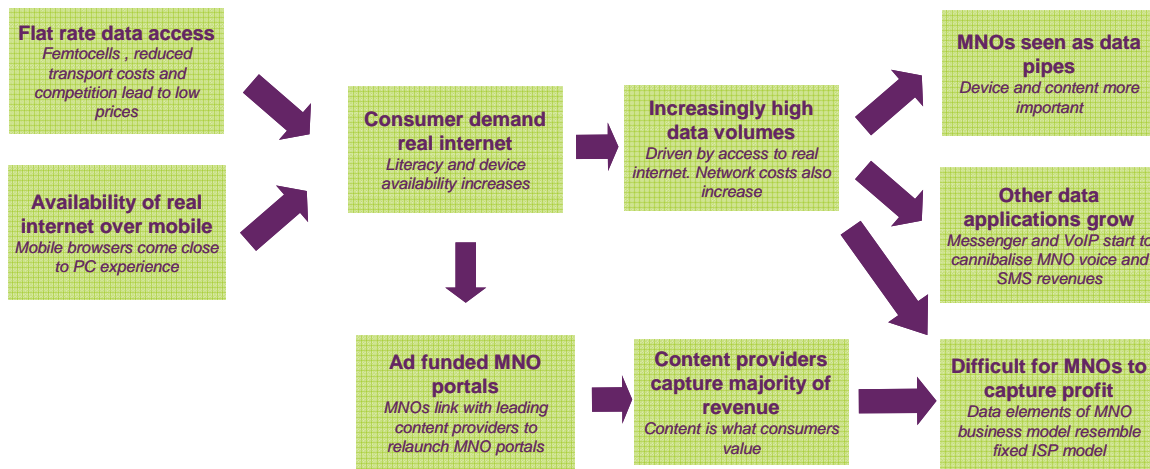 Flat rate data access
Femtocells , reduced
transport costs and
competition lead to low
prices
Availability of real
internet over mobile
Mobile browsers come close
to PC experience
Consumer demand
real internet
Literacy and device
availability increases
Increasingly high
data volumes
Driven by access to real
internet. Network costs also
increase
MNOs seen as data
pipes
Device and content more
important
Other data
applications grow
Messenger and VoIP start to
cannibalise MNO voice and
SMS revenues
Ad funded MNO
portals
MNOs link with leading
content providers to
relaunch MNO portals
Content providers
capture majority of
revenue
Content is what consumers
value
Difficult for MNOs to
capture profit
Data elements of MNO
business model resemble
fixed ISP model